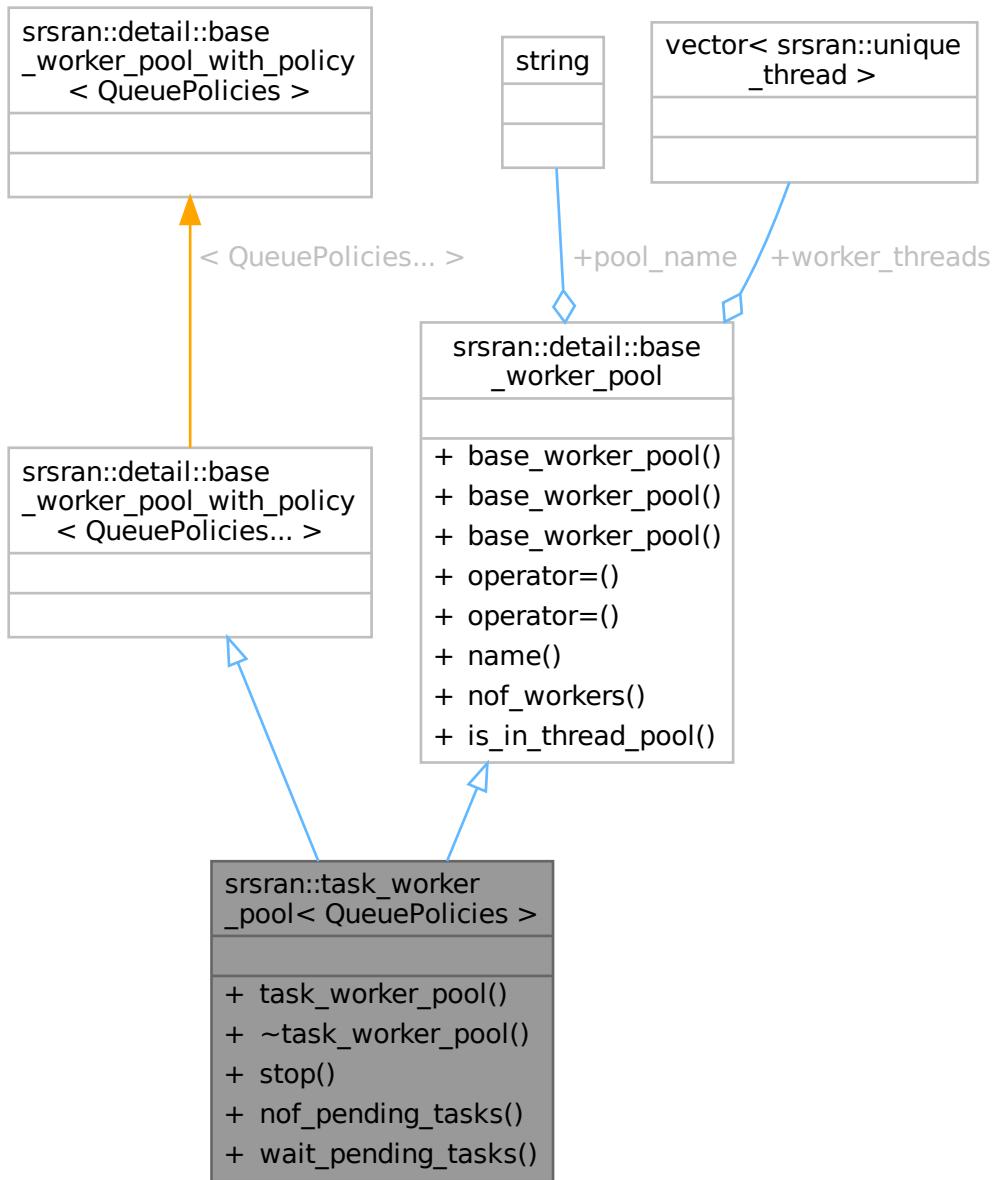 srsran::detail::base
_worker_pool_with_policy
< QueuePolicies >
string
vector< srsran::unique
_thread >
< QueuePolicies... >
+pool_name
+worker_threads
srsran::detail::base
_worker_pool_with_policy
< QueuePolicies... >
srsran::detail::base
_worker_pool
+ base_worker_pool()
+ base_worker_pool()
+ base_worker_pool()
+ operator=()
+ operator=()
+ name()
+ nof_workers()
+ is_in_thread_pool()
srsran::task_worker
_pool< QueuePolicies >
+ task_worker_pool()
+ ~task_worker_pool()
+ stop()
+ nof_pending_tasks()
+ wait_pending_tasks()